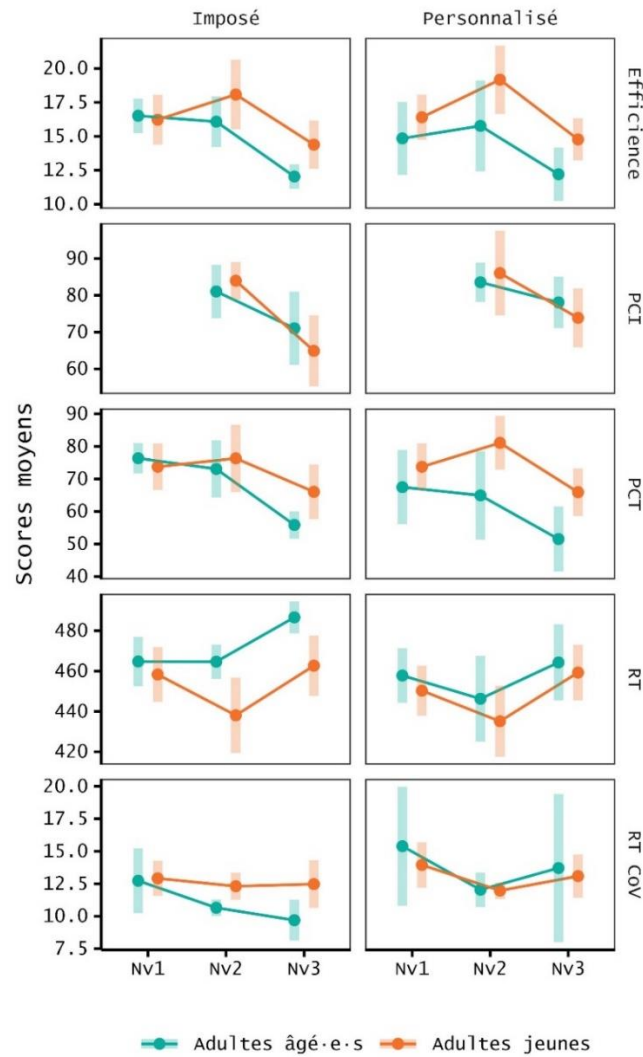 Imposé
Personnalisé
Scores moyens
20.0
17.5
15.0
12.5
10.0
Efficience
90
80
70
60
PCI
90
80
70
60
50
40
PCT
480
460
440
420
RT
20.0
17.5
15.0
12.5
10.0
7.5
RT CoV
Nv1 Nv2 Nv3
Nv1 Nv2 Nv3
Adultes âgé·e·s Adultes jeunes